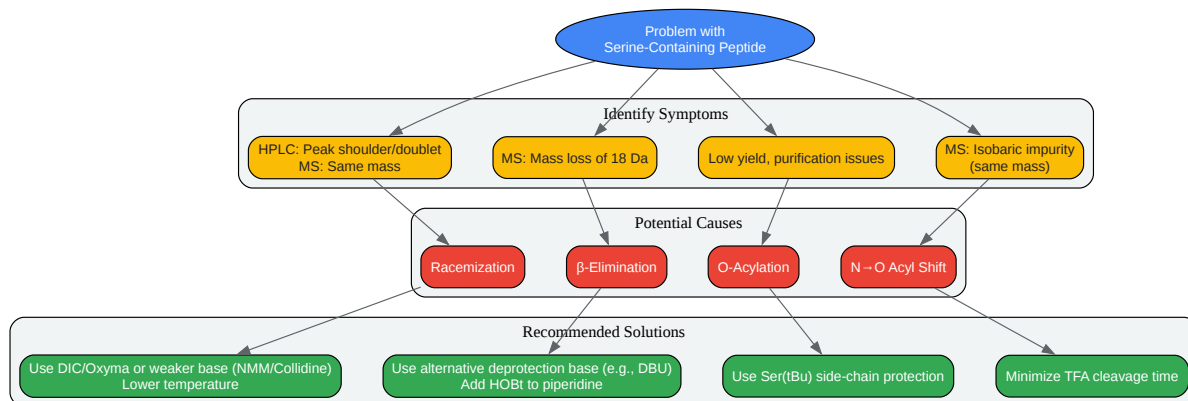 Problem with
Serine-Containing Peptide
Identify Symptoms
HPLC: Peak shoulder/doublet
MS: Same mass
MS: Mass loss of 18 Da
Low yield, purification issues
MS: Isobaric impurity
(same mass)
Potential Causes
Racemization
β-Elimination
O-Acylation
N→O Acyl Shift
Recommended Solutions
Use DIC/Oxyma or weaker base (NMM/Collidine)
Lower temperature
Use alternative deprotection base (e.g., DBU)
Add HOBt to piperidine
Use Ser(tBu) side-chain protection
Minimize TFA cleavage time